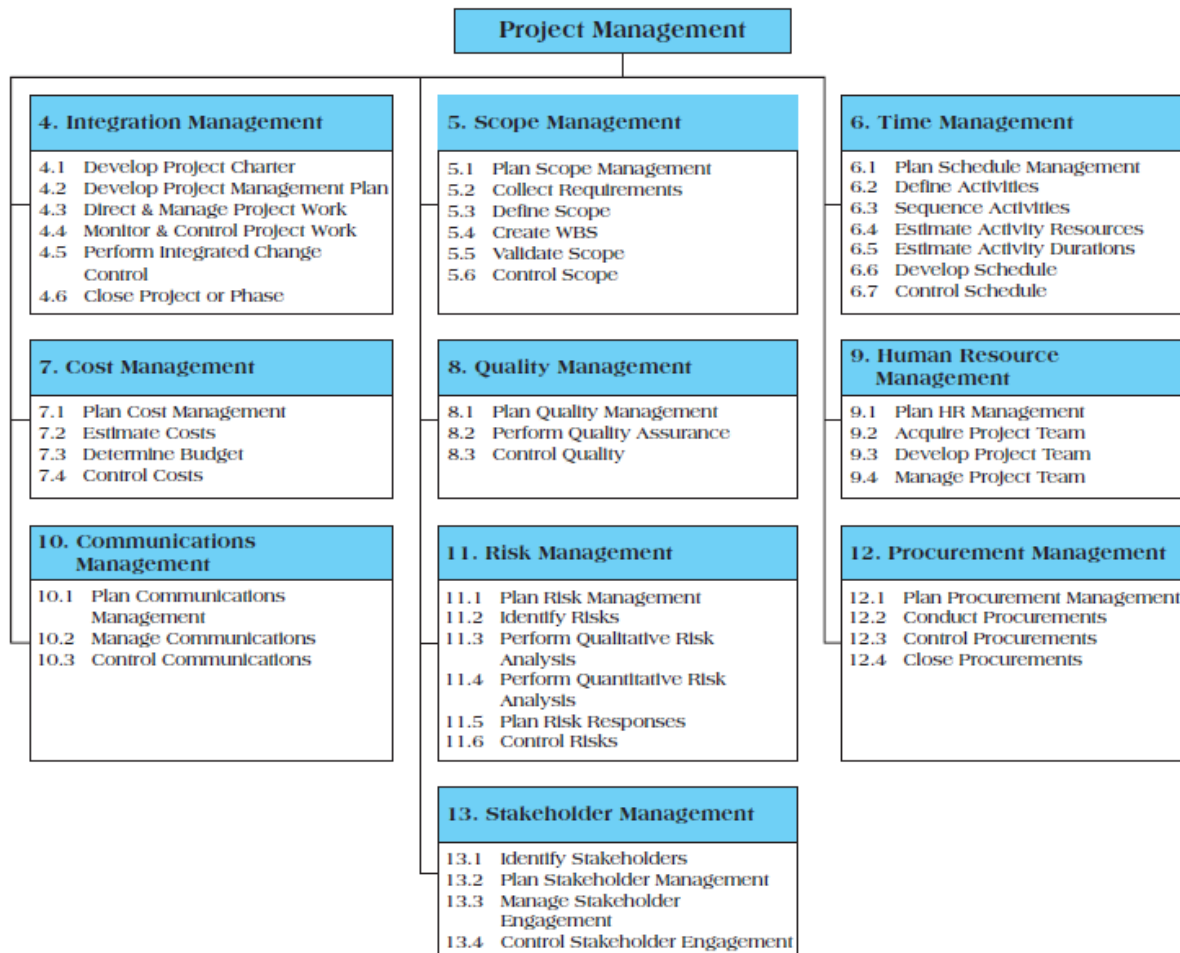 Project Management
4. Integration Management
4.1 Develop Project Charter
4.2 Develop Project Management Plan
4.3 Direct & Manage Project Work
4.4 Monitor & Control Project Work
4.5 Perform Integrated Change
Control
4.6 Close Project or Phase
5. Scope Management
5.1 Plan Scope Management
5.2 Collect Requirements
5.3 Define Scope
5.4 Create WBS
5.5 Validate Scope
5.6 Control Scope
6. Time Management
6.1 Plan Schedule Management
6.2 Define Activities
6.3 Sequence Activities
6.4 Estimate Activity Resources
6.5 Estimate Activity Durations
6.6 Develop Schedule
6.7 Control Schedule
7. Cost Management
7.1 Plan Cost Management
7.2 Estimate Costs
7.3 Determine Budget
7.4 Control Costs
8. Quality Management
8.1 Plan Quality Management
8.2 Perform Quality Assurance
8.3 Control Quality
9. Human Resource
Management
9.1 Plan HR Management
9.2 Acquire Project Team
9.3 Develop Project Team
9.4 Manage Project Team
10. Communications
Management
10.1 Plan Communications
Management
10.2 Manage Communications
10.3 Control Communications
11. Risk Management
11.1 Plan Risk Management
11.2 Identify Risks
11.3 Perform Qualitative Risk
Analysis
11.4 Perform Quantitative Risk
Analysis
11.5 Plan Risk Responses
11.6 Control Risks
12. Procurement Management
12.1 Plan Procurement Management
12.2 Conduct Procurements
12.3 Control Procurements
12.4 Close Procurements
13. Stakeholder Management
13.1 Identify Stakeholders
13.2 Plan Stakeholder Management
13.3 Manage Stakeholder
Engagement
13.4 Control Stakeholder Engagement